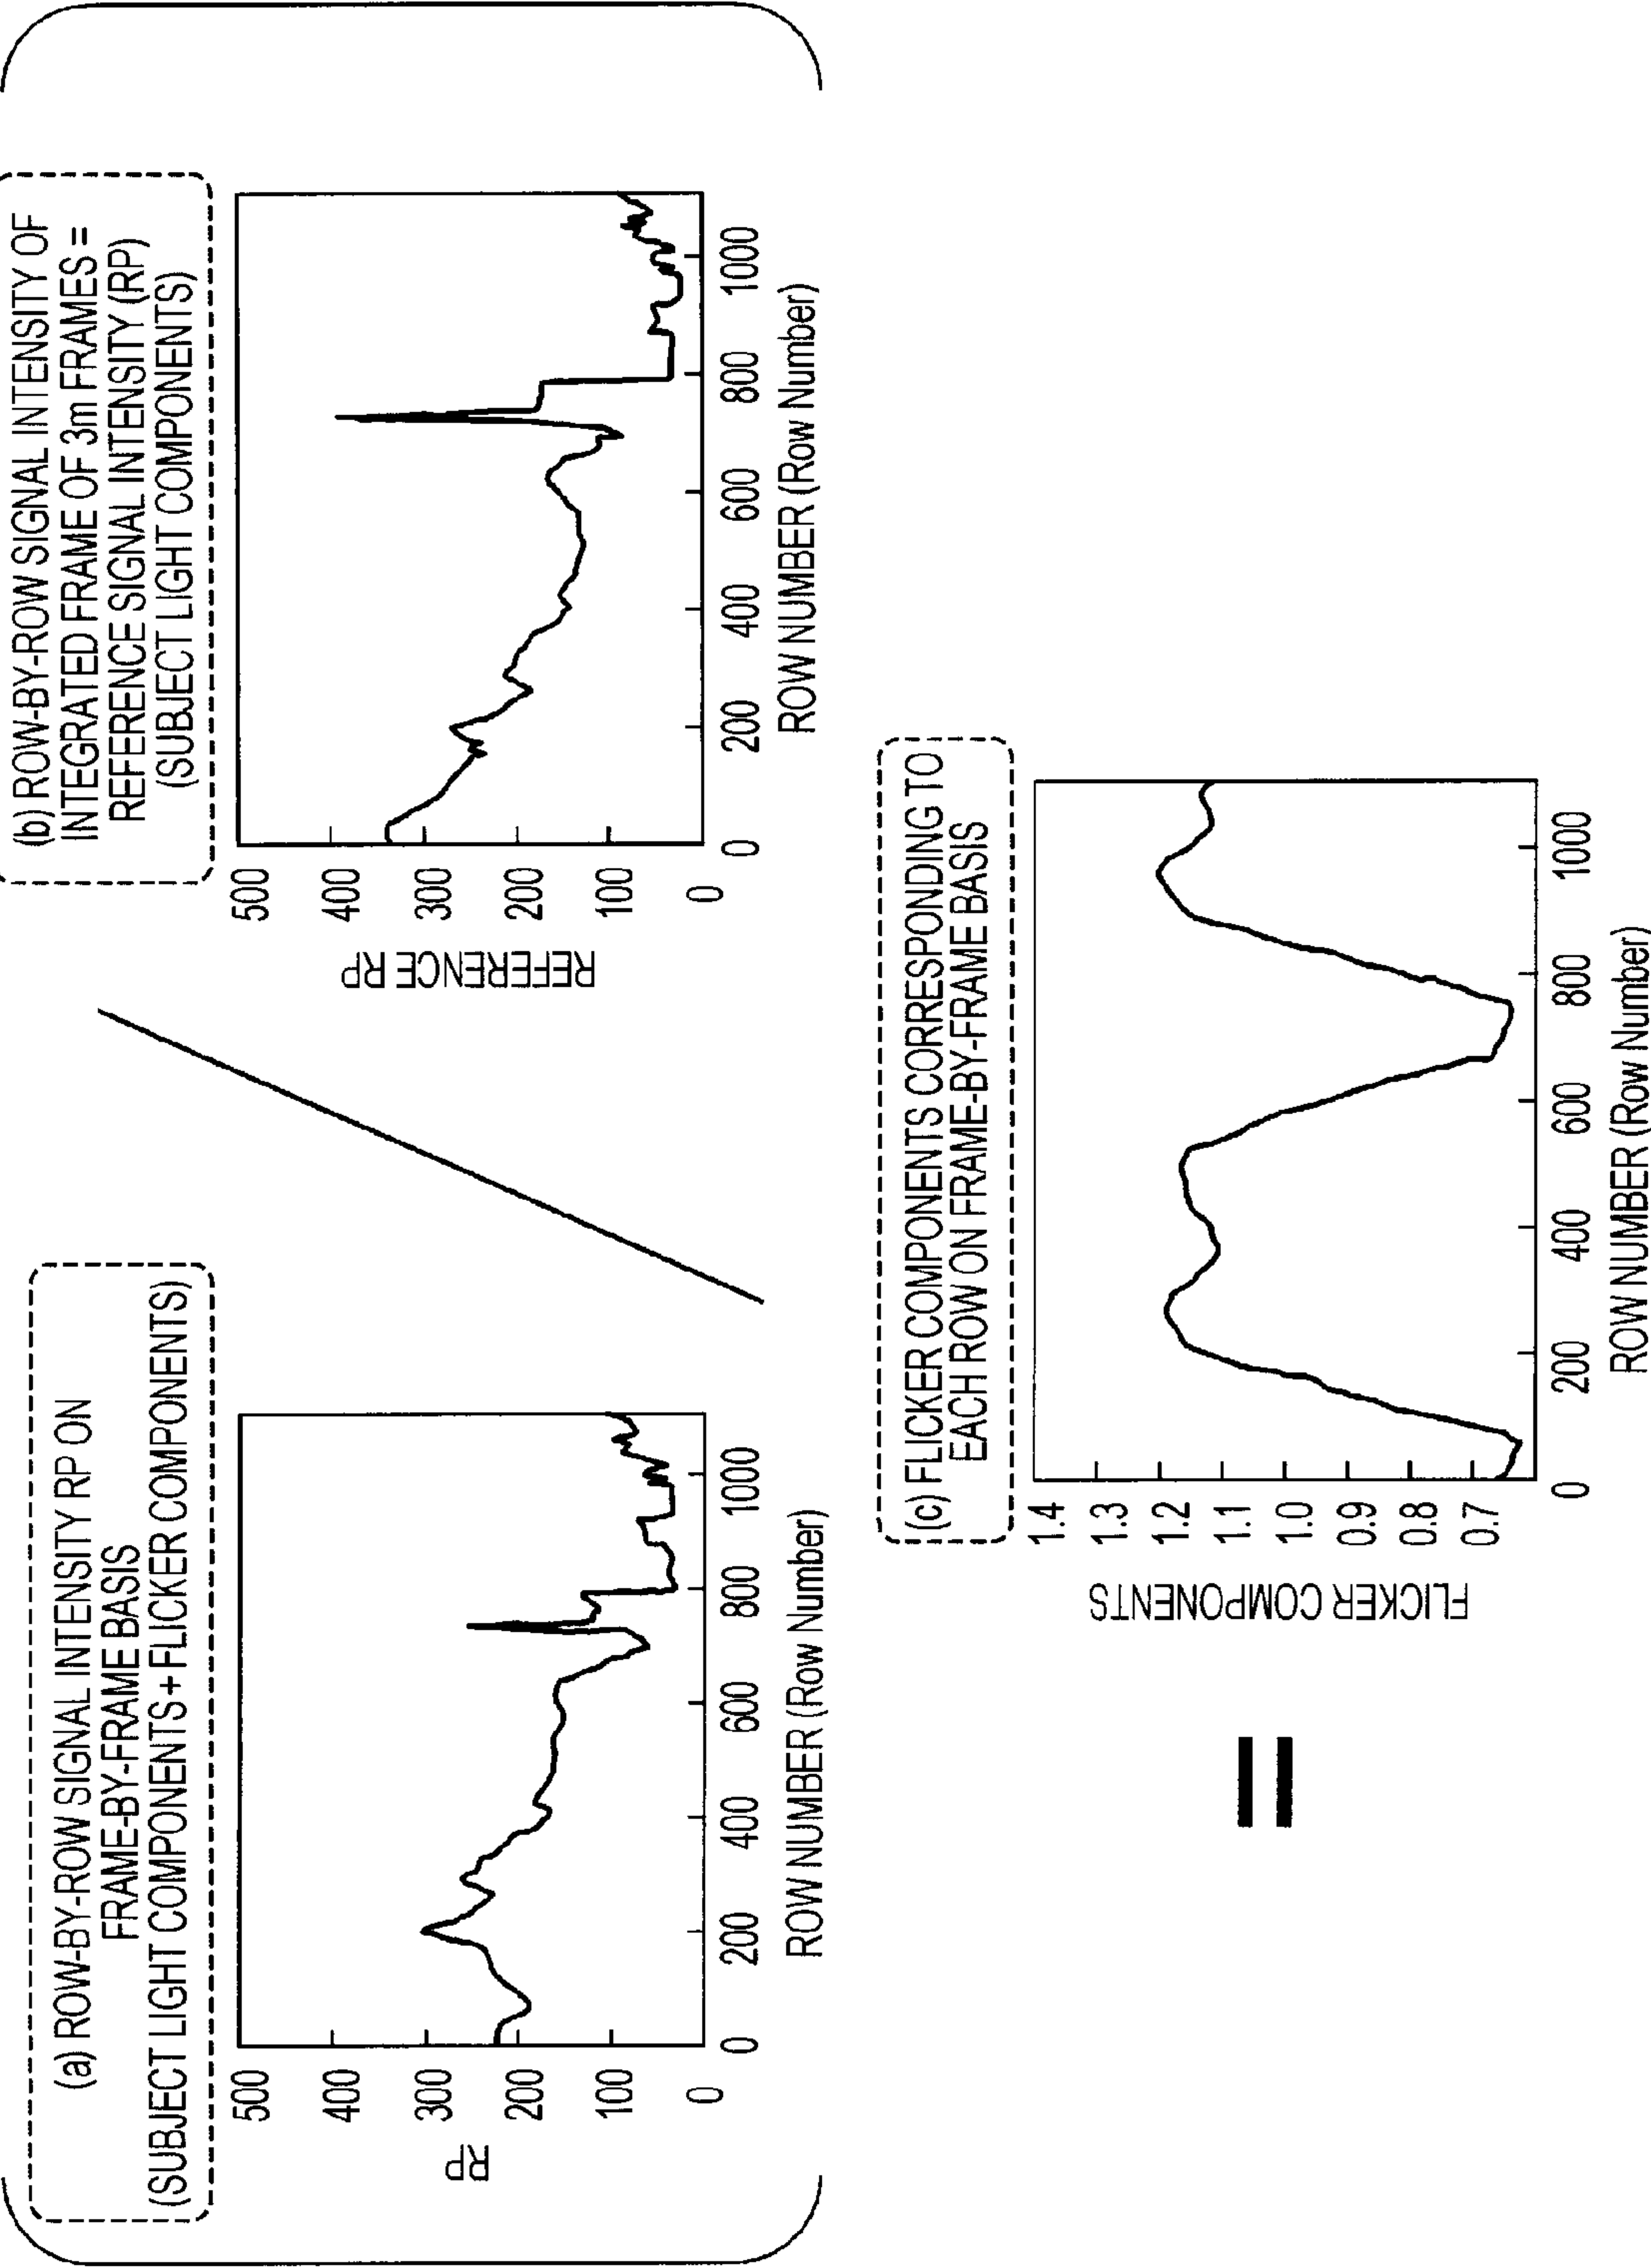 (a) ROW-BY-ROW SIGNAL INTENSITY RP ON
FRAME-BY-FRAME BASIS
(SUBJECT LIGHT COMPONENTS+FLICKER COMPONENTS)
RP
500
400
300
200
100
0
0
200
400
600
800
1000
ROW NUMBER (Row Number)
(b) ROW-BY-ROW SIGNAL INTENSITY OF
INTEGRATED FRAME OF 3m FRAMES =
REFERENCE SIGNAL INTENSITY (RP)
(SUBJECT LIGHT COMPONENTS)
REFERENCE RP
500
400
300
200
100
0
0
200
400
600
800
1000
ROW NUMBER (Row Number)
=
(c) FLICKER COMPONENTS CORRESPONDING TO
EACH ROW ON FRAME-BY-FRAME BASIS
FLICKER COMPONENTS
1.4
1.3
1.2
1.1
1.0
0.9
0.8
0.7
0
200
400
600
800
1000
ROW NUMBER (Row Number)